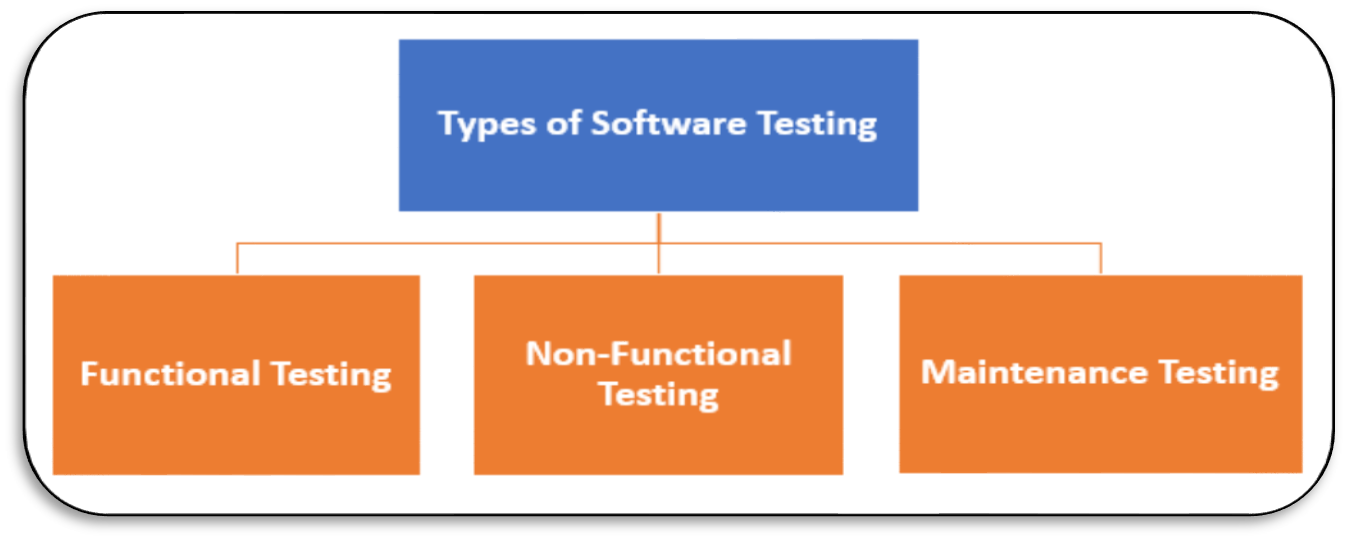 Types of Software Testing
Functional Testing
Non-Functional
Testing
Maintenance Testing